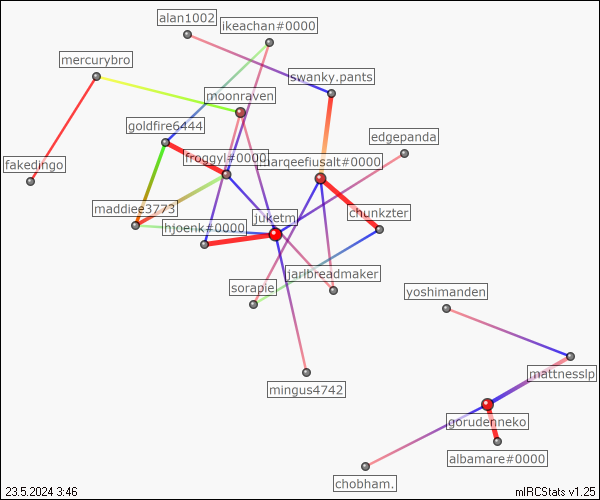 alan1002
ikeachan#0000
mercurybro
swanky.pants
moonraven
goldfire6444
edgepanda
froggyl#0000
arqeefiusalt#0000
fakedingo
maddiee3773
chunkzter
juketm
hjoenk#0000
jarlbreadmaker
sorapie
yoshimanden
mattnesslp
mingus4742
gorudenneko
albamare#0000
chobham.
23.5.2024 3:46
mIRCStats v1.25